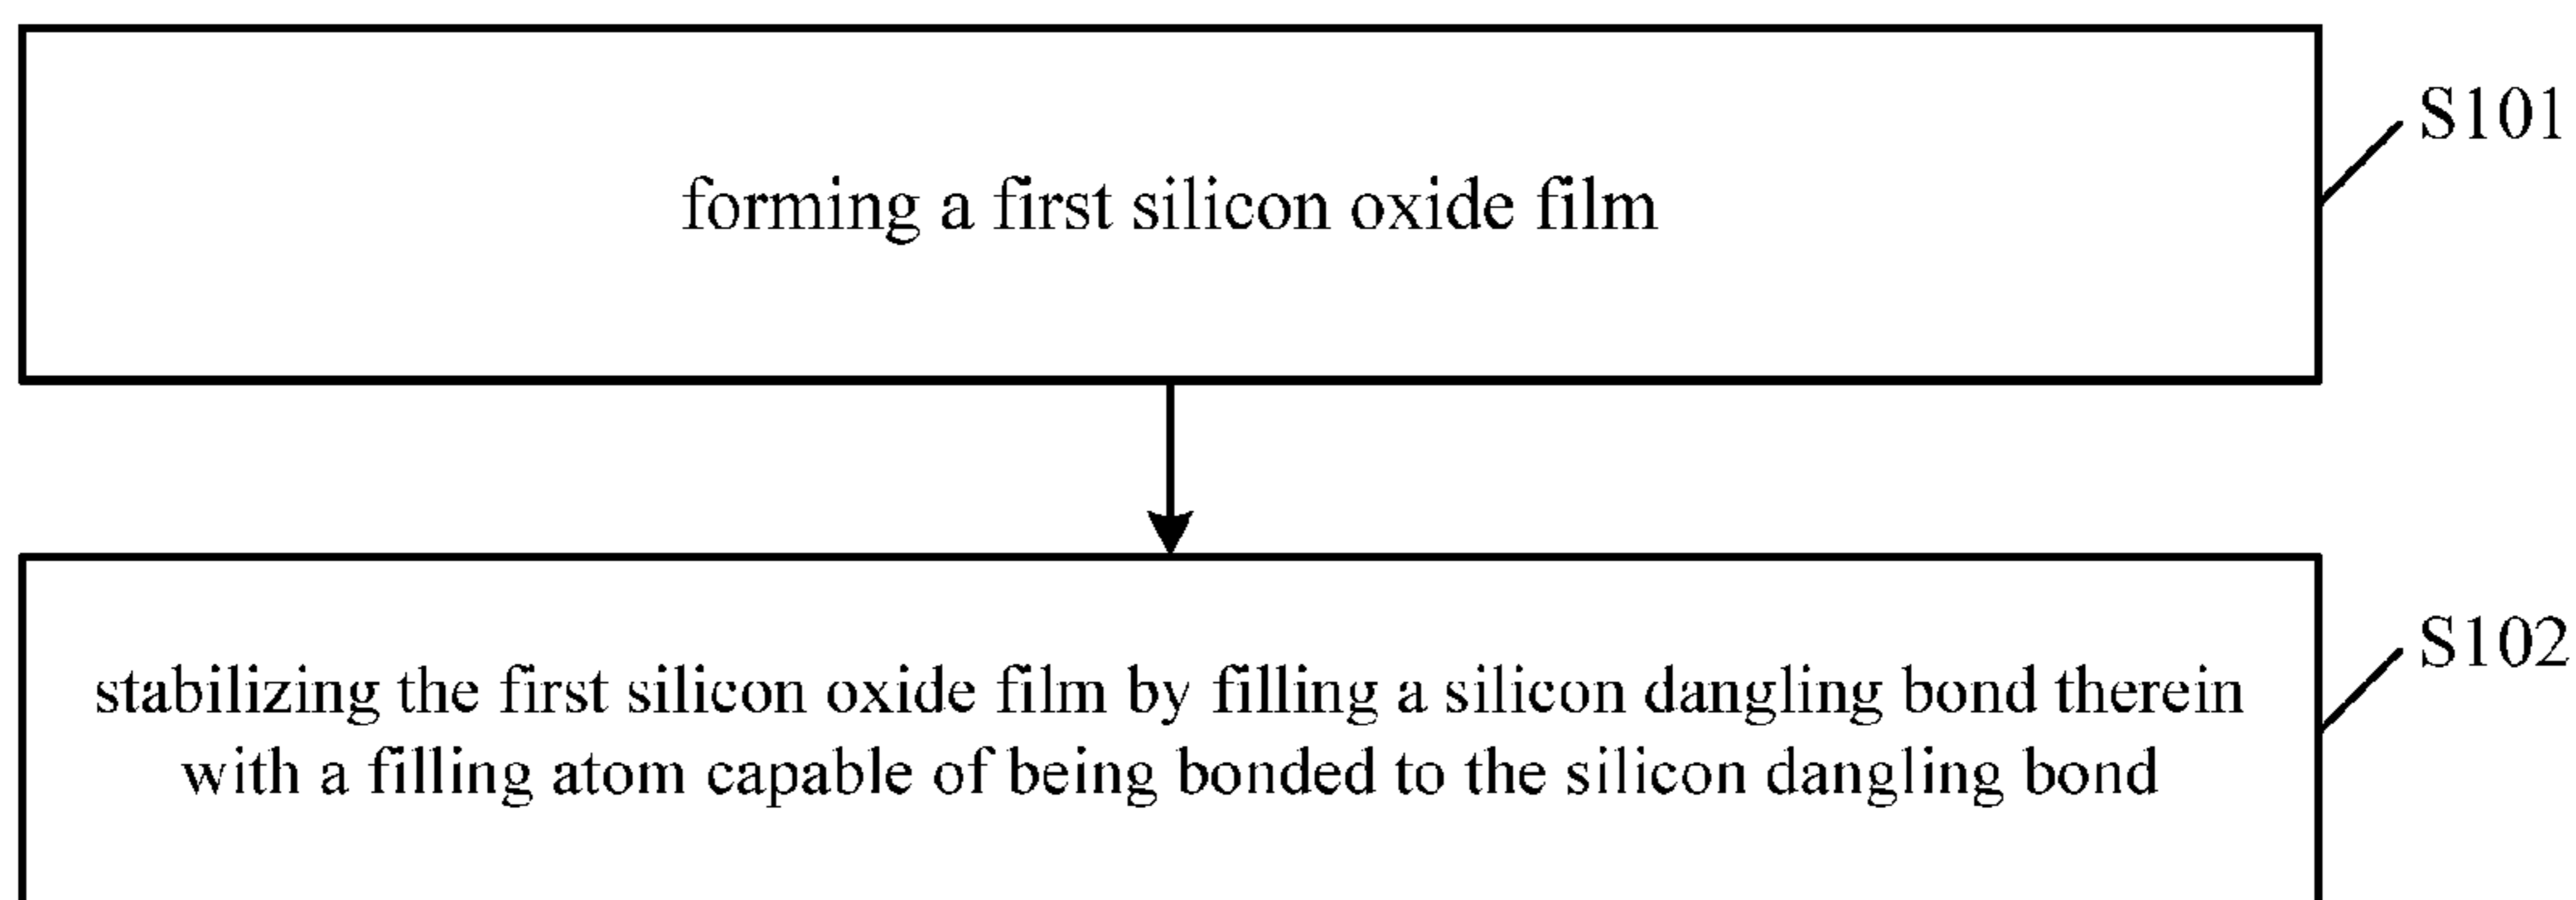 S101
forming a first silicon oxide film
S102
stabilizing the first silicon oxide film by filling a silicon dangling bond therein
with a filling atom capable of being bonded to the silicon dangling bond